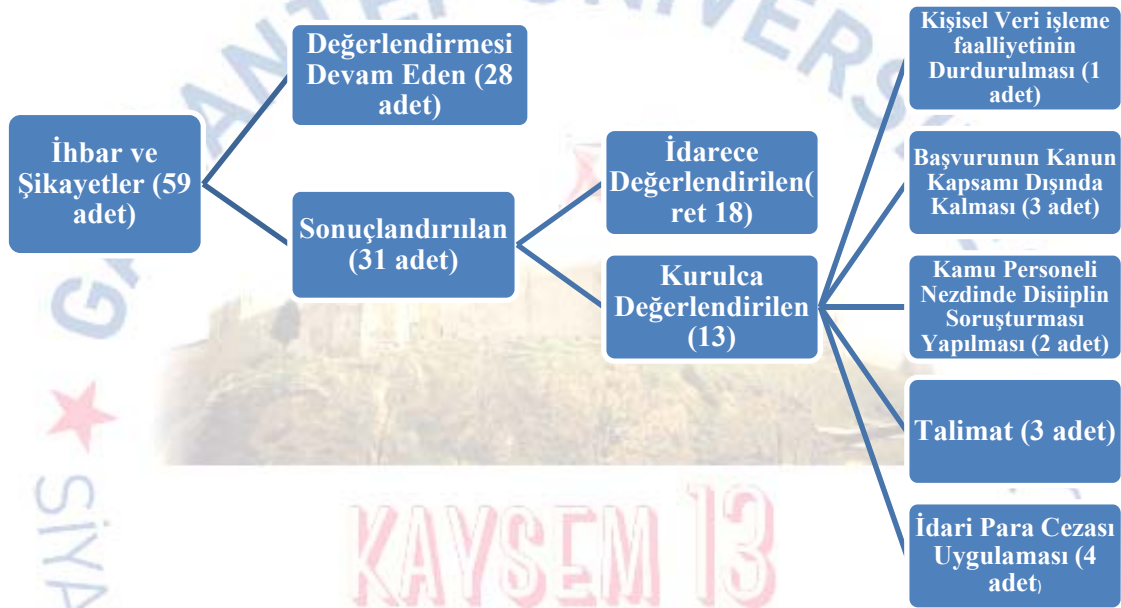 İhbar ve
Şikayetler (59
adet)
Değerlendirmesi
Devam Eden (28
adet)
Sonuçlandırıılan
(31 adet)
İdarece
Değerlendirilen(
ret 18)
Kurulca
Değerlendirilen
(13)
Kişisel Veri işleme
faalliyetinin
Durdurulması (1
adet)
Başvurunun Kanun
Kapsamı Dışında
Kalması (3 adet)
Kamu Personeli
Nezdinde Disiiplin
Soruşturması
Yapılması (2 adet)
Talimat (3 adet)
İdari Para Cezası
Uygulaması (4
adet)
KAYSEM 13